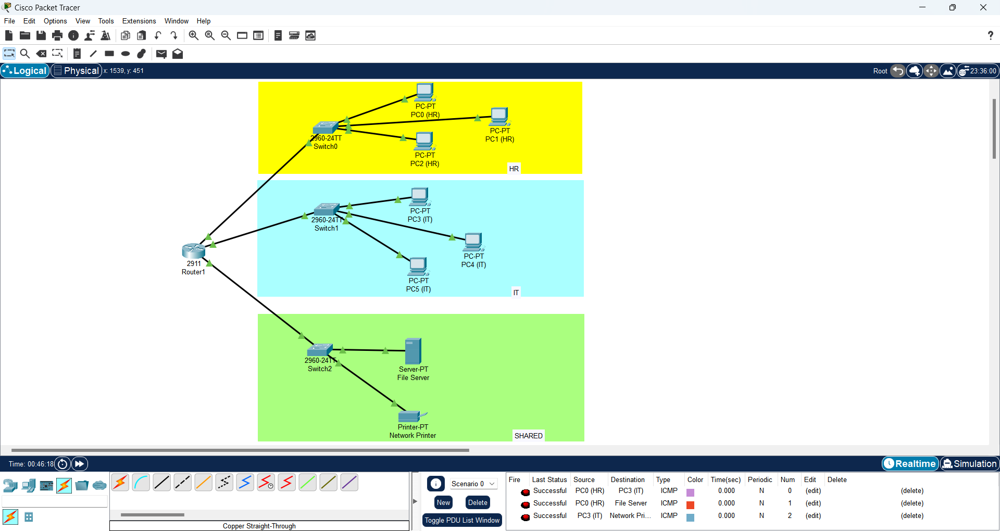 Cisco Packet Tracer
File Edit Options View Tools Extensions Window Help
Logical Physical x: 1539, y: 451 Root 23:36:00
PC-PT
PC0 (HR)
PC-PT
PC1 (HR)
2960-24TT
Switch0
PC-PT
PC2 (HR)
HR
PC-PT
PC3 (IT)
2960-24TT
Switch1
PC-PT
PC4 (IT)
2911
Router1
PC-PT
PC5 (IT)
IT
2960-24TT
Switch2
Server-PT
File Server
Printer-PT
Network Printer
SHARED
Time: 00:46:18 Realtime Simulation
Copper Straight-Through
Scenario 0
New Delete
Toggle PDU List Window
Fire Last Status Source Destination Type Color Time(sec) Periodic Num Edit Delete
Successful PC0 (HR) PC3 (IT) ICMP 0.000 N 0 (edit) (delete)
Successful PC0 (HR) File Server ICMP 0.000 N 1 (edit) (delete)
Successful PC3 (IT) Network Pri... ICMP 0.000 N 2 (edit) (delete)